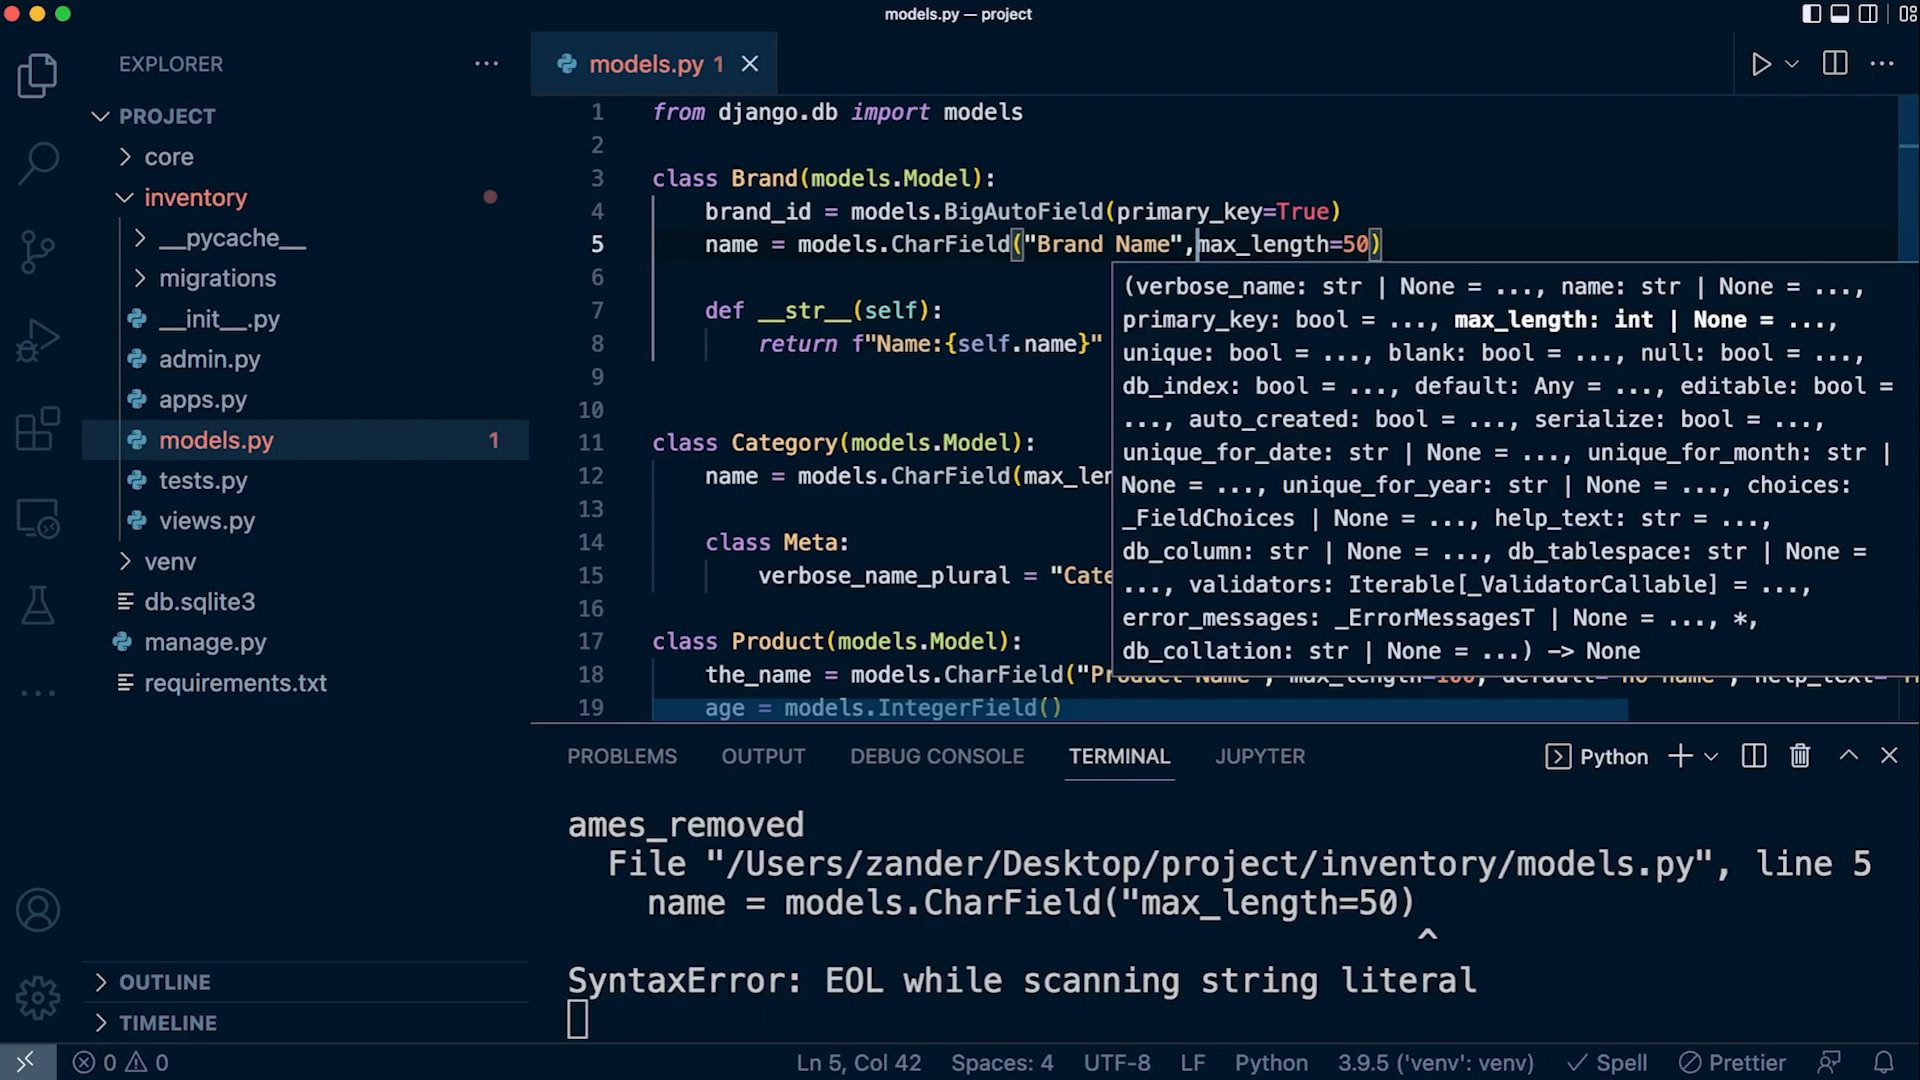 models.py — project
EXPLORER
PROJECT
core
inventory
__pycache__
migrations
__init__.py
admin.py
apps.py
models.py 1
tests.py
views.py
venv
db.sqlite3
manage.py
requirements.txt
OUTLINE
TIMELINE
models.py 1
1 from django.db import models
2
3 class Brand(models.Model):
4 brand_id = models.BigAutoField(primary_key=True)
5 name = models.CharField("Brand Name",max_length=50)
6
7 def __str__(self):
8 return f"Name:{self.name}"
9
10
11 class Category(models.Model):
12 name = models.CharField(max_len
13
14 class Meta:
15 verbose_name_plural = "Cate
16
17 class Product(models.Model):
18 the_name = models.CharField("Product Name", max_length=100, default="no name", help_text="
19 age = models.IntegerField()
(verbose_name: str | None = ..., name: str | None = ...,
primary_key: bool = ..., max_length: int | None = ...,
unique: bool = ..., blank: bool = ..., null: bool = ...,
db_index: bool = ..., default: Any = ..., editable: bool =
..., auto_created: bool = ..., serialize: bool = ...,
unique_for_date: str | None = ..., unique_for_month: str |
None = ..., unique_for_year: str | None = ..., choices:
_FieldChoices | None = ..., help_text: str = ...,
db_column: str | None = ..., db_tablespace: str | None =
..., validators: Iterable[_ValidatorCallable] = ...,
error_messages: _ErrorMessagesT | None = ..., *,
db_collation: str | None = ...) -> None
PROBLEMS OUTPUT DEBUG CONSOLE TERMINAL JUPYTER Python
ames_removed
File "/Users/zander/Desktop/project/inventory/models.py", line 5
name = models.CharField("max_length=50)
^
SyntaxError: EOL while scanning string literal
0 0 Ln 5, Col 42 Spaces: 4 UTF-8 LF Python 3.9.5 ('venv': venv) Spell Prettier